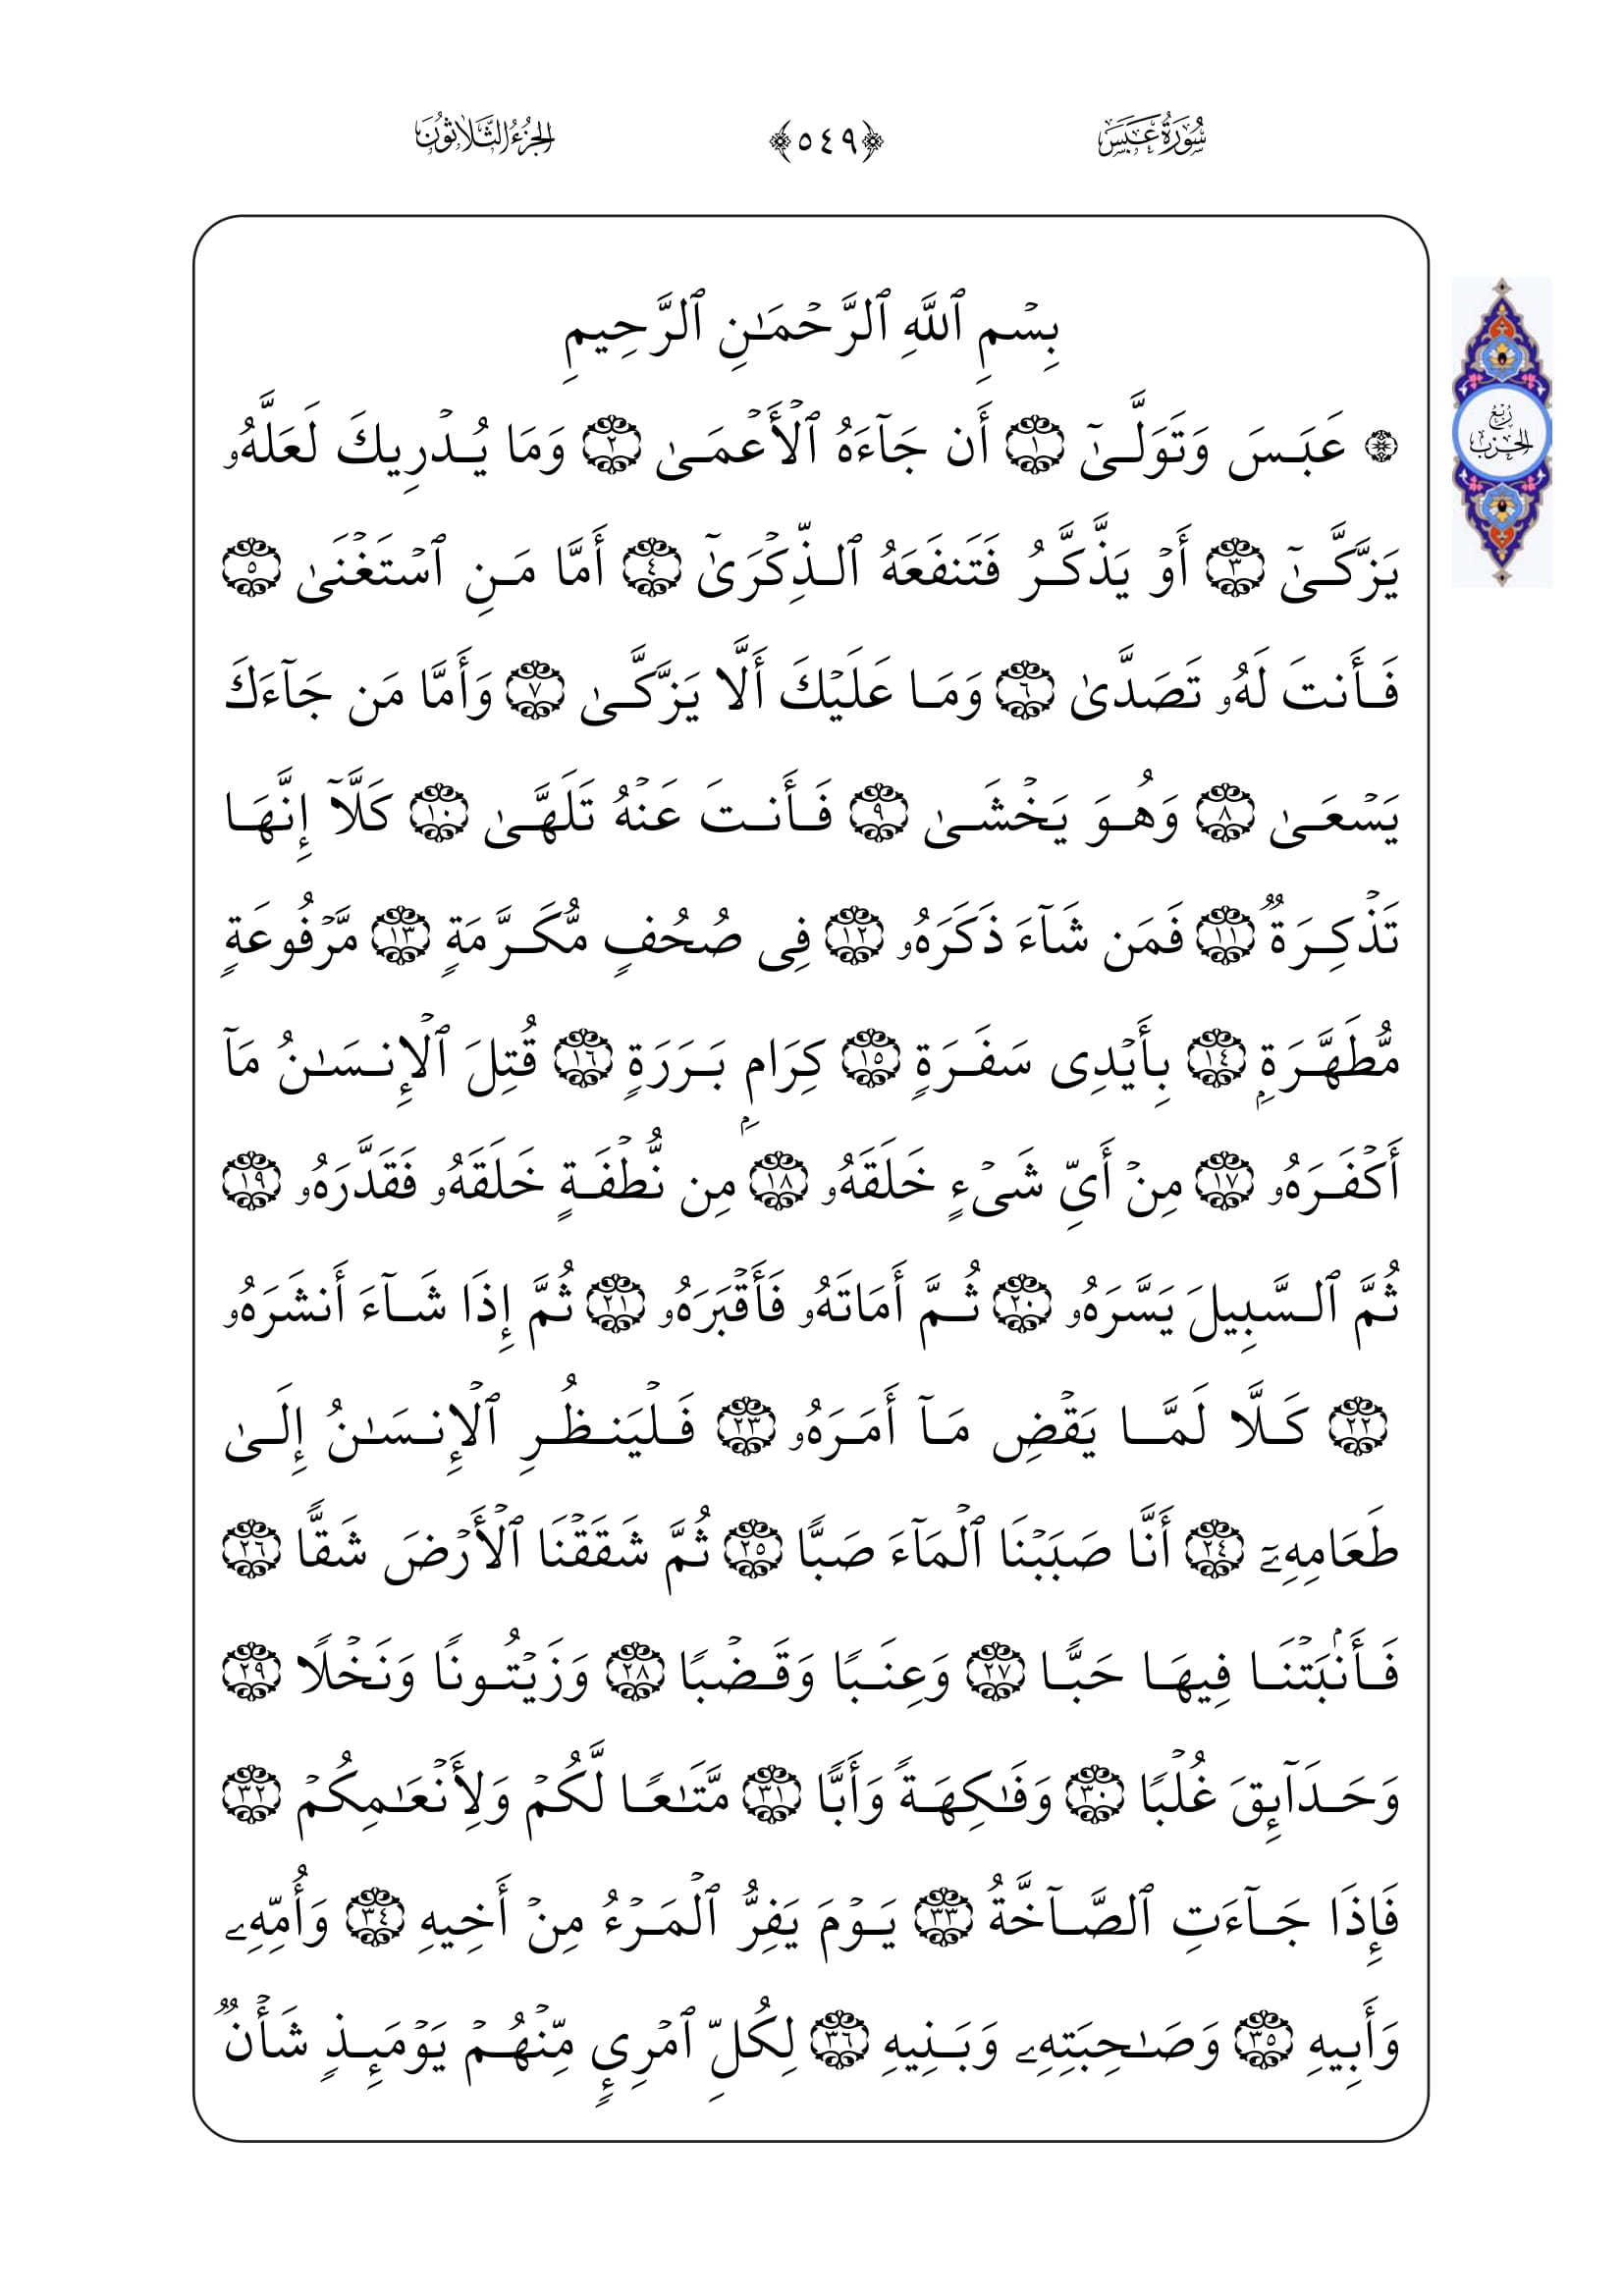 سُورَةُ عَبَسَ ﴿٥٤٩﴾ الجُزْءُ الثَّلَاثُونَ
رُبْعُ
الحِزْبِ
بِسْمِ ٱللَّهِ ٱلرَّحْمَـٰنِ ٱلرَّحِيمِ
۞ عَبَسَ وَتَوَلَّىٰٓ ١ أَن جَآءَهُ ٱلْأَعْمَىٰ ٢ وَمَا يُدْرِيكَ لَعَلَّهُۥ
يَزَّكَّىٰٓ ٣ أَوْ يَذَّكَّرُ فَتَنفَعَهُ ٱلذِّكْرَىٰٓ ٤ أَمَّا مَنِ ٱسْتَغْنَىٰ ٥
فَأَنتَ لَهُۥ تَصَدَّىٰ ٦ وَمَا عَلَيْكَ أَلَّا يَزَّكَّىٰ ٧ وَأَمَّا مَن جَآءَكَ
يَسْعَىٰ ٨ وَهُوَ يَخْشَىٰ ٩ فَأَنتَ عَنْهُ تَلَهَّىٰ ١٠ كَلَّآ إِنَّهَا
تَذْكِرَةٌ ١١ فَمَن شَآءَ ذَكَرَهُۥ ١٢ فِى صُحُفٍ مُّكَرَّمَةٍ ١٣ مَّرْفُوعَةٍ
مُّطَهَّرَةٍۭ ١٤ بِأَيْدِى سَفَرَةٍ ١٥ كِرَامٍۭ بَرَرَةٍ ١٦ قُتِلَ ٱلْإِنسَـٰنُ مَآ
أَكْفَرَهُۥ ١٧ مِنْ أَىِّ شَىْءٍ خَلَقَهُۥ ١٨ مِن نُّطْفَةٍ خَلَقَهُۥ فَقَدَّرَهُۥ ١٩
ثُمَّ ٱلسَّبِيلَ يَسَّرَهُۥ ٢٠ ثُمَّ أَمَاتَهُۥ فَأَقْبَرَهُۥ ٢١ ثُمَّ إِذَا شَآءَ أَنشَرَهُۥ
٢٢ كَلَّا لَمَّا يَقْضِ مَآ أَمَرَهُۥ ٢٣ فَلْيَنظُرِ ٱلْإِنسَـٰنُ إِلَىٰ
طَعَامِهِۦٓ ٢٤ أَنَّا صَبَبْنَا ٱلْمَآءَ صَبًّا ٢٥ ثُمَّ شَقَقْنَا ٱلْأَرْضَ شَقًّا ٢٦
فَأَنۢبَتْنَا فِيهَا حَبًّا ٢٧ وَعِنَبًا وَقَضْبًا ٢٨ وَزَيْتُونًا وَنَخْلًا ٢٩
وَحَدَآئِقَ غُلْبًا ٣٠ وَفَـٰكِهَةً وَأَبًّا ٣١ مَّتَـٰعًا لَّكُمْ وَلِأَنْعَـٰمِكُمْ ٣٢
فَإِذَا جَآءَتِ ٱلصَّآخَّةُ ٣٣ يَوْمَ يَفِرُّ ٱلْمَرْءُ مِنْ أَخِيهِ ٣٤ وَأُمِّهِۦ
وَأَبِيهِ ٣٥ وَصَـٰحِبَتِهِۦ وَبَنِيهِ ٣٦ لِكُلِّ ٱمْرِئٍ مِّنْهُمْ يَوْمَئِذٍ شَأْنٌ